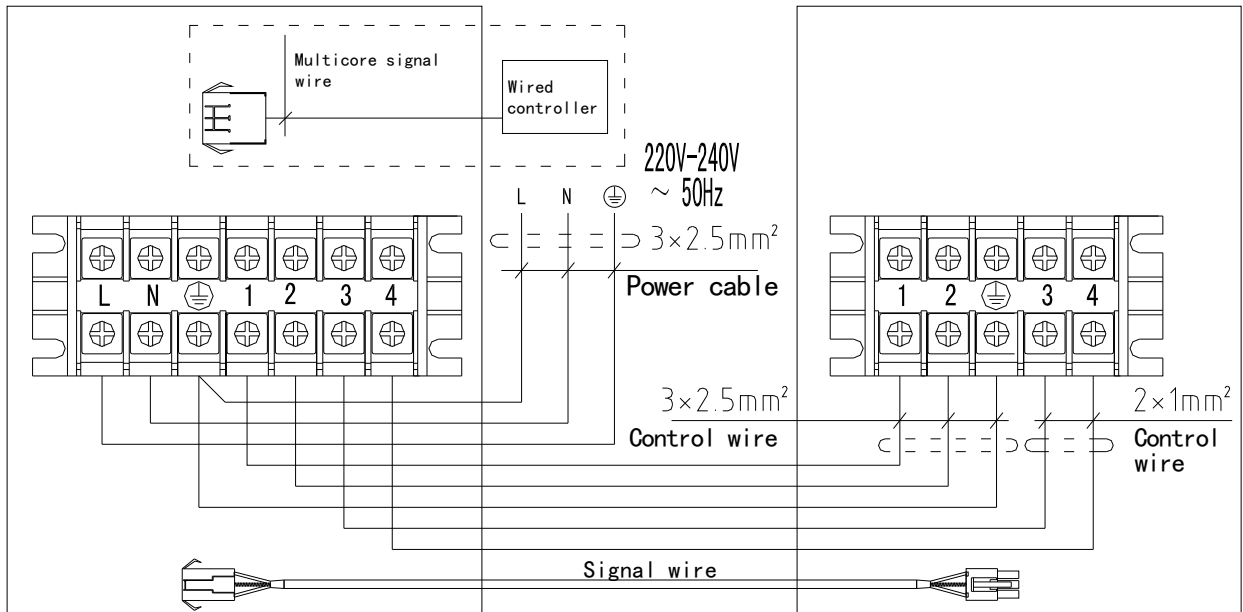 Multicore signal
wire
Wired
controller
220V-240V
~ 50Hz
L N
3×2.5mm²
Power cable
L N 1 2 3 4
1 2 3 4
3×2.5mm²
Control wire
2×1mm²
Control
wire
Signal wire